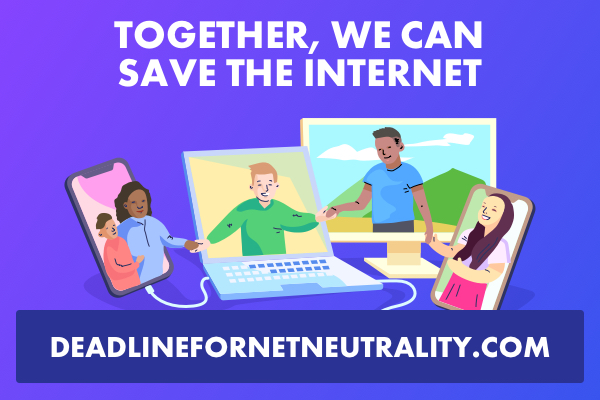 TOGETHER, WE CAN
SAVE THE INTERNET
DEADLINEFORNETNEUTRALITY.COM